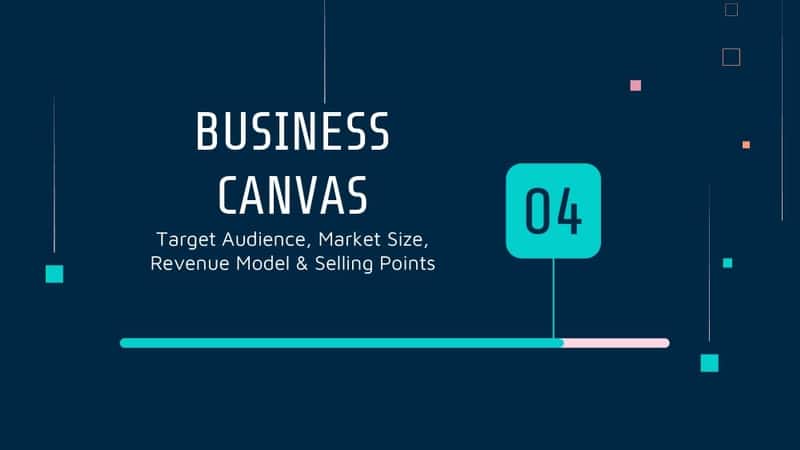 BUSINESS
CANVAS
Target Audience, Market Size,
Revenue Model & Selling Points
04